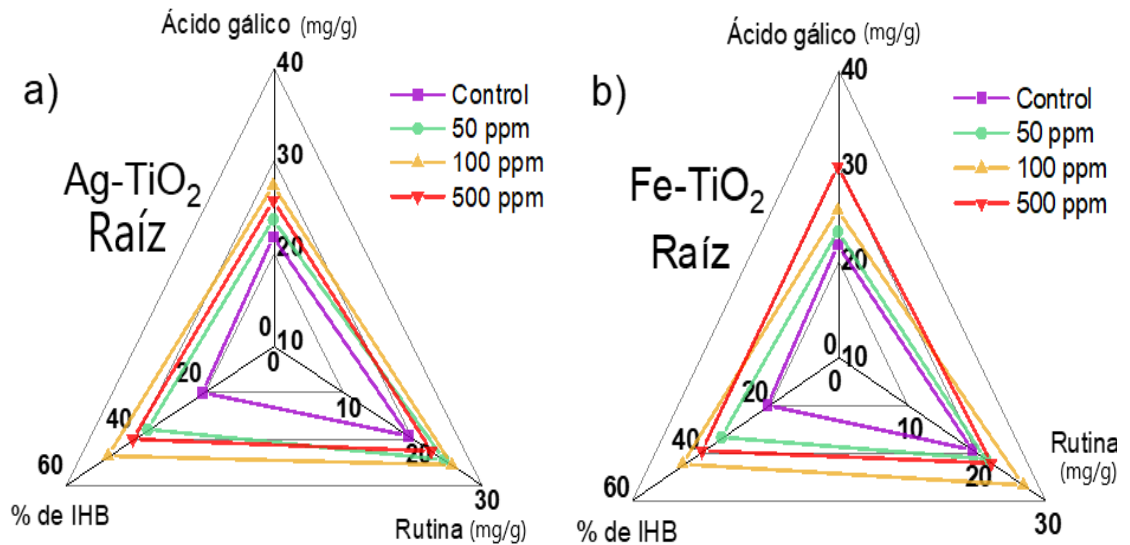 Ácido gálico (mg/g)
40
a)
Control
50 ppm
100 ppm
500 ppm
30
Ag-TiO₂
Raíz
20
0
10
0
20
10
40
20
60
30
% de IHB
Rutina (mg/g)
Ácido gálico (mg/g)
40
b)
Control
50 ppm
100 ppm
500 ppm
30
Fe-TiO₂
Raíz
20
0
10
0
20
10
40
20
Rutina
(mg/g)
60
30
% de IHB